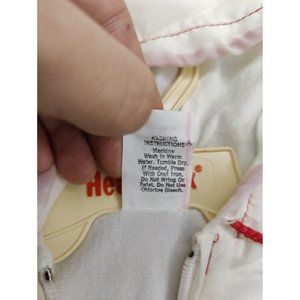 WASHING
INSTRUCTIONS
Machine
Wash in Warm
Water. Tumble Dry.
If Needed, Press
With Cool Iron.
Do Not Wring Or
Twist. Do Not Use
Chlorine Bleach.
He